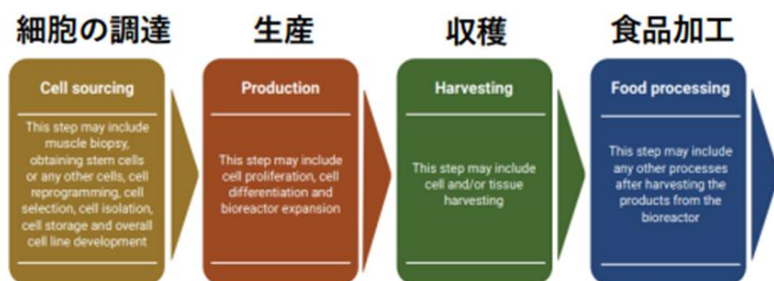 細胞の調達
生産
収穫
食品加工
Cell sourcing
This step may include
muscle biopsy,
obtaining stem cells
or any other cells, cell
reprogramming, cell
selection, cell isolation,
cell storage and overall
cell line development
Production
This step may include
cell proliferation, cell
differentiation and
bioreactor expansion
Harvesting
This step may include
cell and/or tissue
harvesting
Food processing
This step may include
any other processes
after harvesting the
products from the
bioreactor